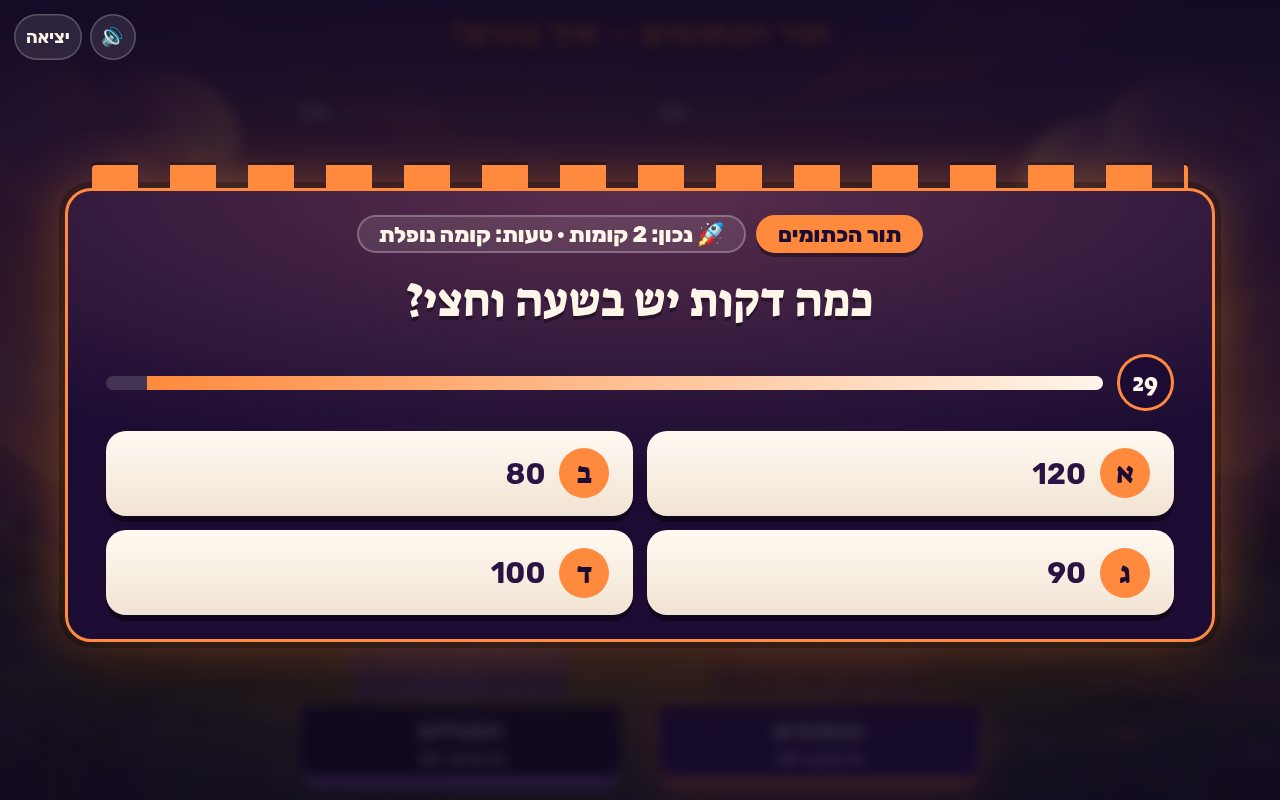 יציאה
תור הכתומים
🚀 נכון: 2 קומות • טעות: קומה נופלת
כמה דקות יש בשעה וחצי?
29
א 120
ב 80
ג 90
ד 100